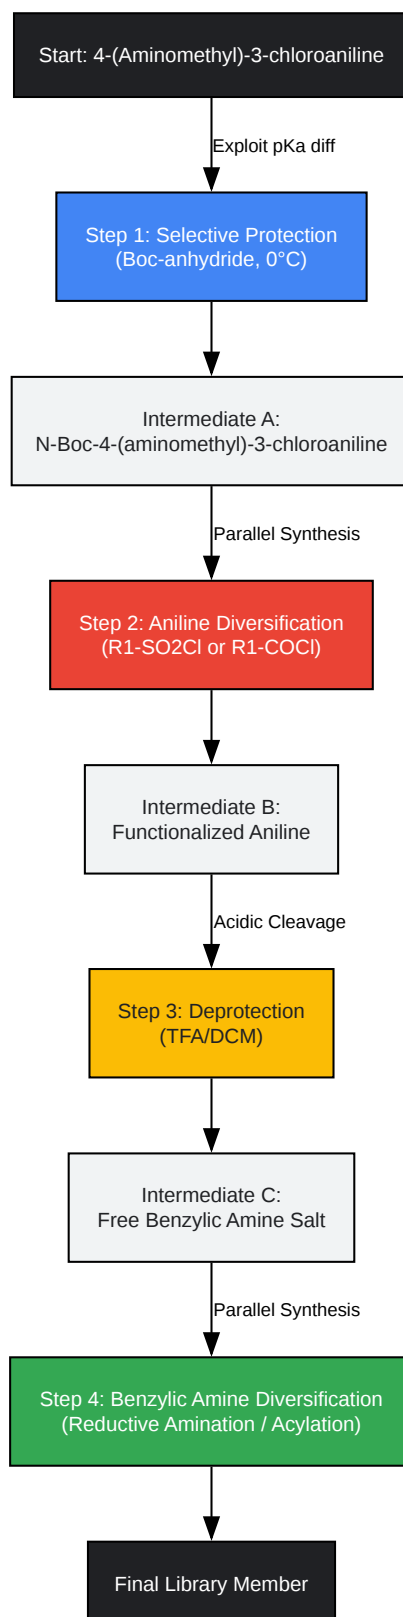 Start: 4-(Aminomethyl)-3-chloroaniline
Exploit pKa diff
Step 1: Selective Protection
(Boc-anhydride, 0°C)
Intermediate A:
N-Boc-4-(aminomethyl)-3-chloroaniline
Parallel Synthesis
Step 2: Aniline Diversification
(R1-SO2Cl or R1-COCl)
Intermediate B:
Functionalized Aniline
Acidic Cleavage
Step 3: Deprotection
(TFA/DCM)
Intermediate C:
Free Benzylic Amine Salt
Parallel Synthesis
Step 4: Benzylic Amine Diversification
(Reductive Amination / Acylation)
Final Library Member